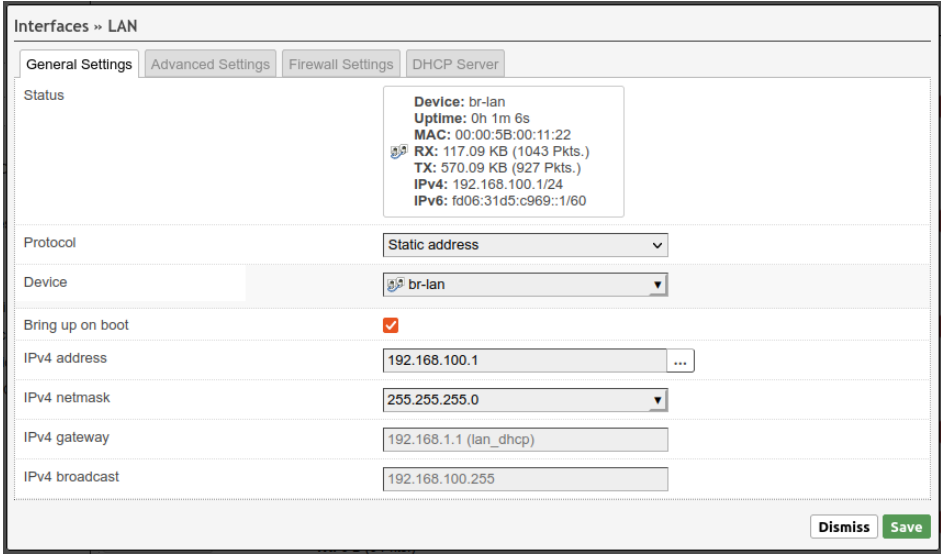 Interfaces » LAN
General Settings Advanced Settings Firewall Settings DHCP Server
Status
Device: br-lan
Uptime: 0h 1m 6s
MAC: 00:00:5B:00:11:22
RX: 117.09 KB (1043 Pkts.)
TX: 570.09 KB (927 Pkts.)
IPv4: 192.168.100.1/24
IPv6: fd06:31d5:c969::1/60
Protocol Static address
Device br-lan
Bring up on boot
IPv4 address 192.168.100.1 ...
IPv4 netmask 255.255.255.0
IPv4 gateway 192.168.1.1 (lan_dhcp)
IPv4 broadcast 192.168.100.255
Dismiss Save